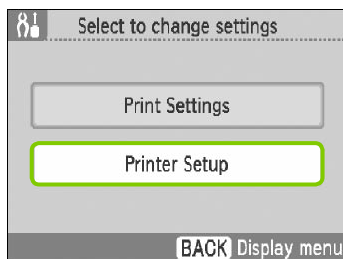 Select to change settings
Print Settings
Printer Setup
BACK Display menu